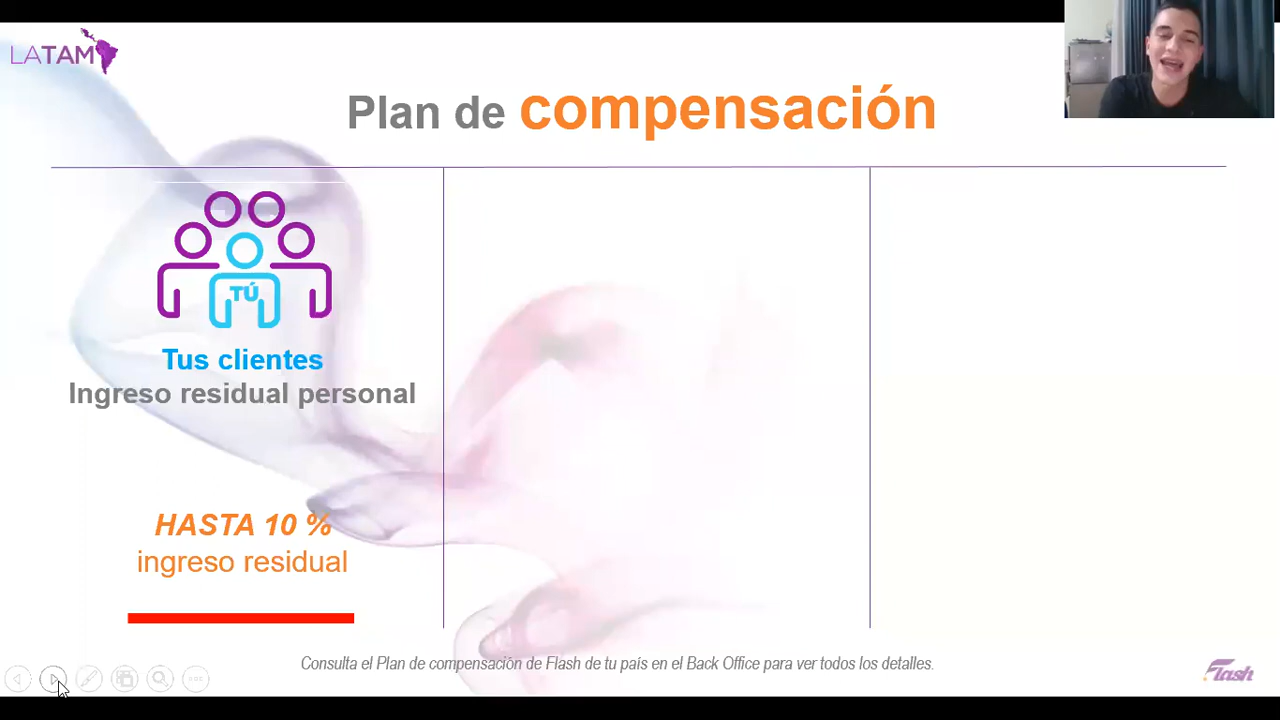 LATAM
Plan de compensación
TÚ
Tus clientes
Ingreso residual personal
HASTA 10 %
ingreso residual
Consulta el Plan de compensación de Flash de tu país en el Back Office para ver todos los detalles.
Flash